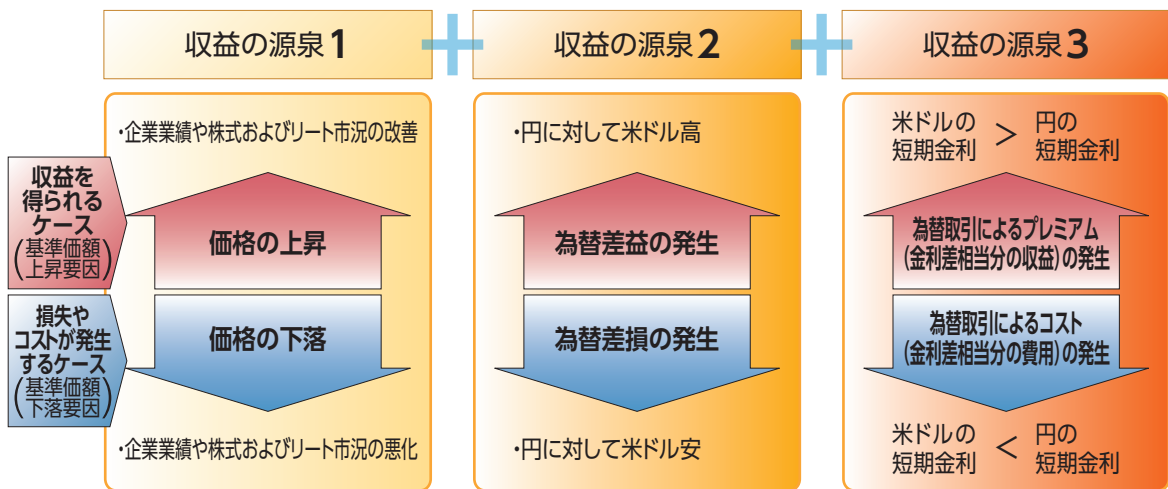 収益の源泉1
+
収益の源泉2
+
収益の源泉3
収益を
得られる
ケース
(基準価額
上昇要因)
損失や
コストが発生
するケース
(基準価額
下落要因)
・企業業績や株式およびリート市況の改善
価格の上昇
価格の下落
・企業業績や株式およびリート市況の悪化
・円に対して米ドル高
為替差益の発生
為替差損の発生
・円に対して米ドル安
米ドルの
短期金利
>
円の
短期金利
為替取引によるプレミアム
(金利差相当分の収益)の発生
為替取引によるコスト
(金利差相当分の費用)の発生
米ドルの
短期金利
<
円の
短期金利